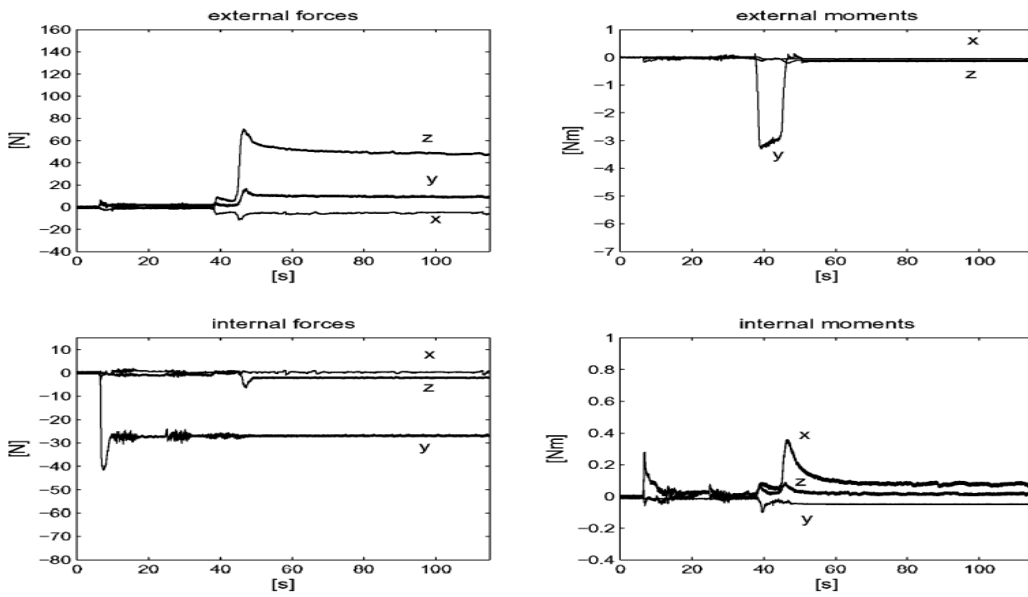 external forces
160
140
120
100
80
60
40
20
0
−20
−40
[N]
z
y
x
0 20 40 60 80 100
[s]
external moments
1
0
−1
−2
−3
−4
−5
−6
−7
[Nm]
x
z
y
0 20 40 60 80 100
[s]
internal forces
10
0
−10
−20
−30
−40
−50
−60
−70
−80
[N]
x
z
y
0 20 40 60 80 100
[s]
internal moments
1
0.8
0.6
0.4
0.2
0
−0.2
−0.4
[Nm]
x
z
y
0 20 40 60 80 100
[s]